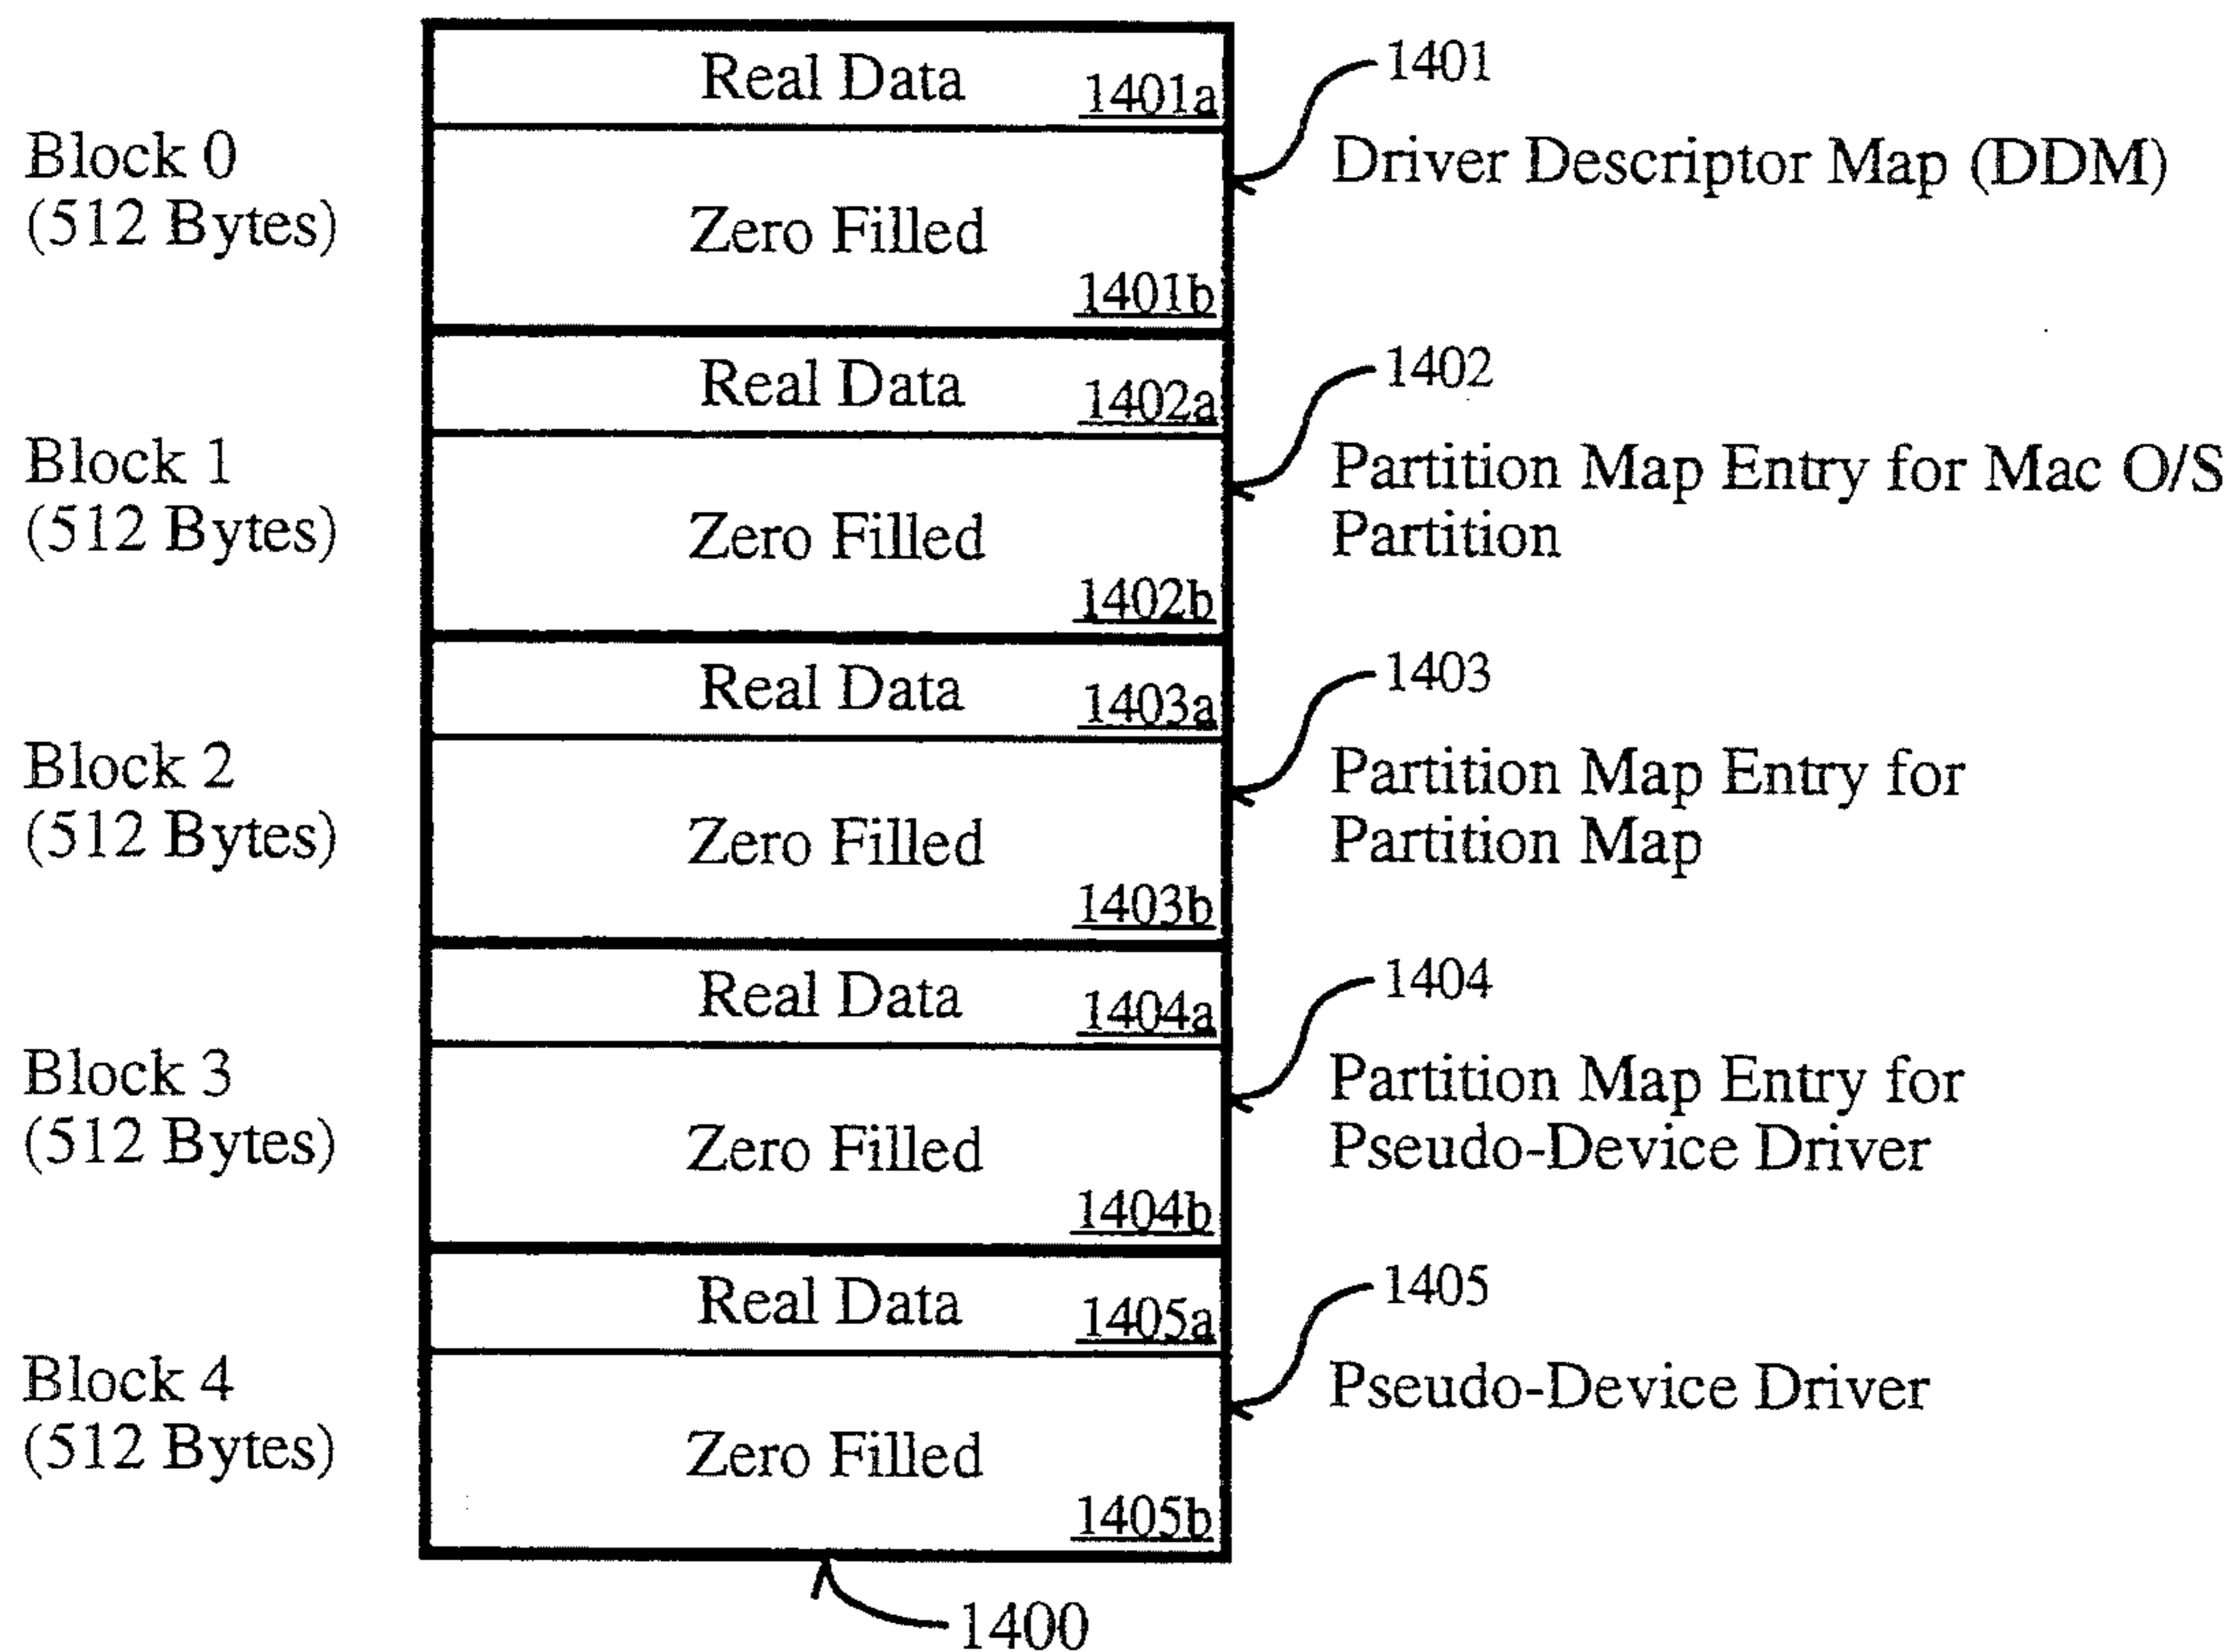 Real Data
1401a
1401
Block 0
(512 Bytes)
Driver Descriptor Map (DDM)
Zero Filled
1401b
Real Data
1402a
1402
Block 1
(512 Bytes)
Partition Map Entry for Mac O/S
Partition
Zero Filled
1402b
Real Data
1403a
1403
Block 2
(512 Bytes)
Partition Map Entry for
Partition Map
Zero Filled
1403b
Real Data
1404a
1404
Block 3
(512 Bytes)
Partition Map Entry for
Pseudo-Device Driver
Zero Filled
1404b
Real Data
1405a
1405
Block 4
(512 Bytes)
Pseudo-Device Driver
Zero Filled
1405b
1400